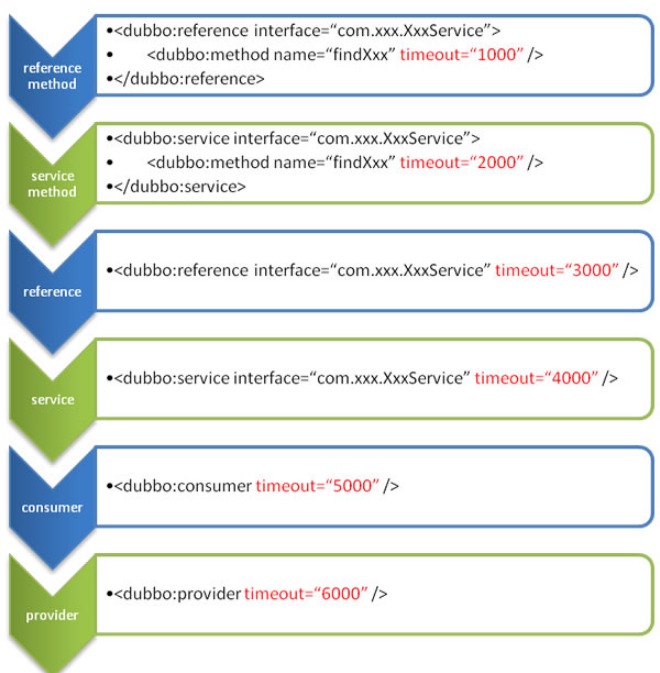 reference
method
•<dubbo:reference interface=“com.xxx.XxxService”>
• <dubbo:method name=“findXxx” timeout=“1000” />
•</dubbo:reference>
service
method
•<dubbo:service interface=“com.xxx.XxxService”>
• <dubbo:method name=“findXxx” timeout=“2000” />
•</dubbo:service>
reference
•<dubbo:reference interface=“com.xxx.XxxService” timeout=“3000” />
service
•<dubbo:service interface=“com.xxx.XxxService” timeout=“4000” />
consumer
•<dubbo:consumer timeout=“5000” />
provider
•<dubbo:provider timeout=“6000” />